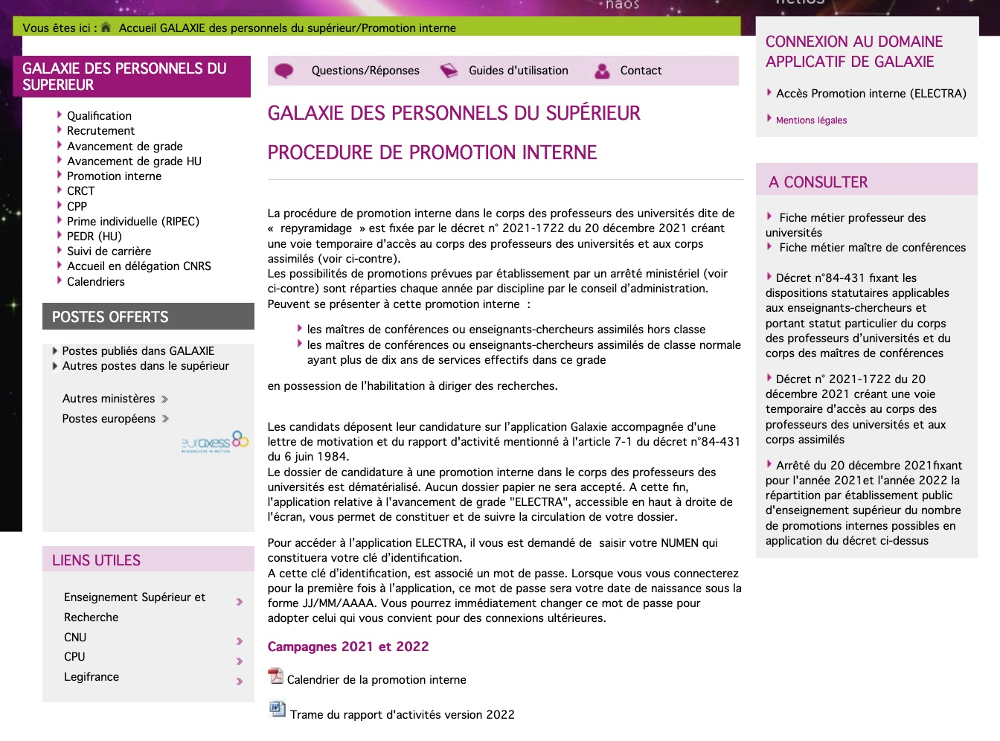 naos
helios
Vous êtes ici : Accueil GALAXIE des personnels du supérieur/Promotion interne
GALAXIE DES PERSONNELS DU
SUPERIEUR
Qualification
Recrutement
Avancement de grade
Avancement de grade HU
Promotion interne
CRCT
CPP
Prime individuelle (RIPEC)
PEDR (HU)
Suivi de carrière
Accueil en délégation CNRS
Calendriers
POSTES OFFERTS
Postes publiés dans GALAXIE
Autres postes dans le supérieur
Autres ministères
Postes européens
euraxess
RESEARCHERS IN MOTION
LIENS UTILES
Enseignement Supérieur et
Recherche
CNU
CPU
Legifrance
Questions/Réponses Guides d'utilisation Contact
GALAXIE DES PERSONNELS DU SUPÉRIEUR
PROCEDURE DE PROMOTION INTERNE
La procédure de promotion interne dans le corps des professeurs des universités dite de
«  repyramidage  » est fixée par le décret n° 2021-1722 du 20 décembre 2021 créant
une voie temporaire d'accès au corps des professeurs des universités et aux corps
assimilés (voir ci-contre).
Les possibilités de promotions prévues par établissement par un arrêté ministériel (voir
ci-contre) sont réparties chaque année par discipline par le conseil d’administration.
Peuvent se présenter à cette promotion interne  :
les maîtres de conférences ou enseignants-chercheurs assimilés hors classe
les maîtres de conférences ou enseignants-chercheurs assimilés de classe normale
ayant plus de dix ans de services effectifs dans ce grade
en possession de l’habilitation à diriger des recherches.
Les candidats déposent leur candidature sur l’application Galaxie accompagnée d'une
lettre de motivation et du rapport d'activité mentionné à l'article 7-1 du décret n°84-431
du 6 juin 1984.
Le dossier de candidature à une promotion interne dans le corps des professeurs des
universités est dématérialisé. Aucun dossier papier ne sera accepté. A cette fin,
l'application relative à l'avancement de grade "ELECTRA", accessible en haut à droite de
l'écran, vous permet de constituer et de suivre la circulation de votre dossier.
Pour accéder à l’application ELECTRA, il vous est demandé de  saisir votre NUMEN qui
constituera votre clé d’identification.
A cette clé d’identification, est associé un mot de passe. Lorsque vous vous connecterez
pour la première fois à l’application, ce mot de passe sera votre date de naissance sous la
forme JJ/MM/AAAA. Vous pourrez immédiatement changer ce mot de passe pour
adopter celui qui vous convient pour des connexions ultérieures.
Campagnes 2021 et 2022
Calendrier de la promotion interne
Trame du rapport d'activités version 2022
CONNEXION AU DOMAINE
APPLICATIF DE GALAXIE
Accès Promotion interne (ELECTRA)
Mentions légales
A CONSULTER
Fiche métier professeur des
universités
Fiche métier maître de conférences
Décret n°84-431 fixant les
dispositions statutaires applicables
aux enseignants-chercheurs et
portant statut particulier du corps
des professeurs d’universités et du
corps des maîtres de conférences
Décret n° 2021-1722 du 20
décembre 2021 créant une voie
temporaire d'accès au corps des
professeurs des universités et aux
corps assimilés
Arrêté du 20 décembre 2021fixant
pour l'année 2021et l'année 2022 la
répartition par établissement public
d'enseignement supérieur du nombre
de promotions internes possibles en
application du décret ci-dessus